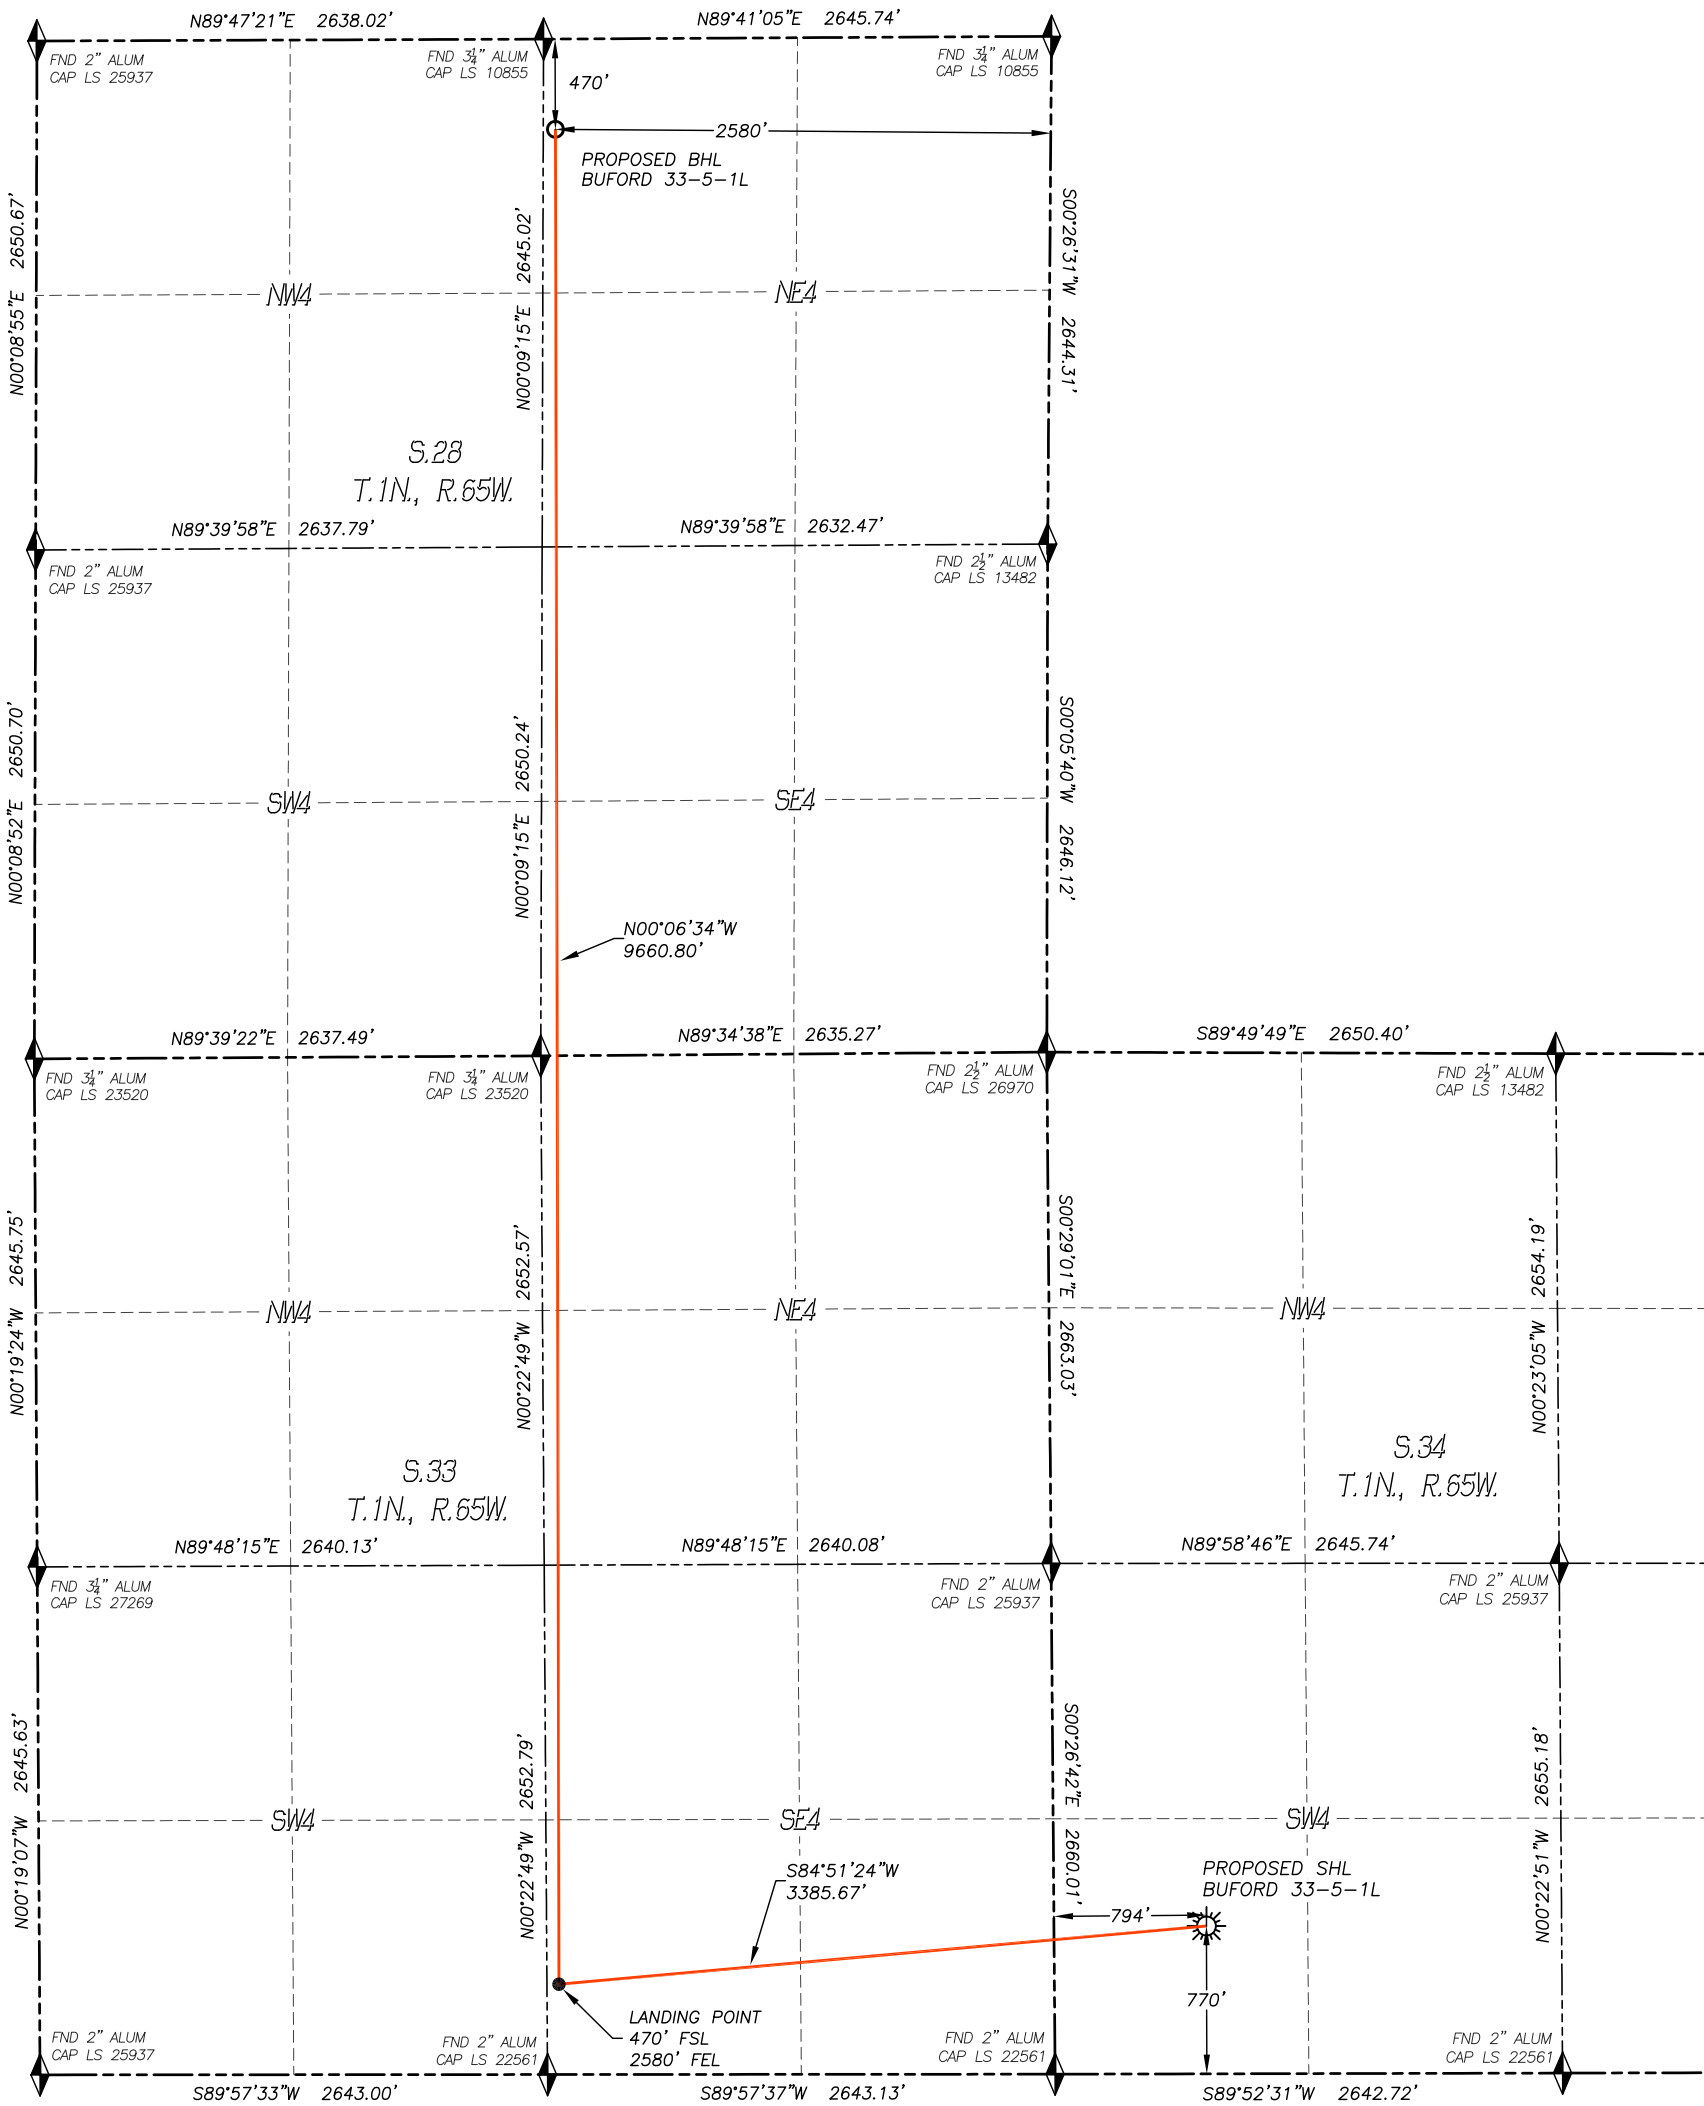 N89°47'21"E 2638.02'
N89°41'05"E 2645.74'
FND 2" ALUM
CAP LS 25937
FND 3¼" ALUM
CAP LS 10855
FND 3¼" ALUM
CAP LS 10855
470'
2580'
PROPOSED BHL
BUFORD 33-5-1L
N00°08'55"E 2650.67'
N00°09'15"E 2645.02'
S00°26'31"W 2644.31'
NW4
NE4
S.28
T.1N., R.65W.
N89°39'58"E 2637.79'
N89°39'58"E 2632.47'
FND 2" ALUM
CAP LS 25937
FND 2½" ALUM
CAP LS 13482
N00°08'52"E 2650.70'
N00°09'15"E 2650.24'
S00°05'40"W 2646.12'
SW4
SE4
N00°06'34"W
9660.80'
N89°39'22"E 2637.49'
N89°34'38"E 2635.27'
S89°49'49"E 2650.40'
FND 3¼" ALUM
CAP LS 23520
FND 3¼" ALUM
CAP LS 23520
FND 2½" ALUM
CAP LS 26970
FND 2½" ALUM
CAP LS 13482
N00°19'24"W 2645.75'
N00°22'49"W 2652.57'
S00°29'01"E 2663.03'
N00°23'05"W 2654.19'
NW4
NE4
NW4
S.33
T.1N., R.65W.
S.34
T.1N., R.65W.
N89°48'15"E 2640.13'
N89°48'15"E 2640.08'
N89°58'46"E 2645.74'
FND 3¼" ALUM
CAP LS 27269
FND 2" ALUM
CAP LS 25937
FND 2" ALUM
CAP LS 25937
N00°19'07"W 2645.63'
N00°22'49"W 2652.79'
S00°26'42"E 2660.01'
N00°22'51"W 2655.18'
SW4
SE4
SW4
S84°51'24"W
3385.67'
PROPOSED SHL
BUFORD 33-5-1L
794'
770'
LANDING POINT
470' FSL
2580' FEL
FND 2" ALUM
CAP LS 25937
FND 2" ALUM
CAP LS 22561
FND 2" ALUM
CAP LS 22561
FND 2" ALUM
CAP LS 22561
S89°57'33"W 2643.00'
S89°57'37"W 2643.13'
S89°52'31"W 2642.72'